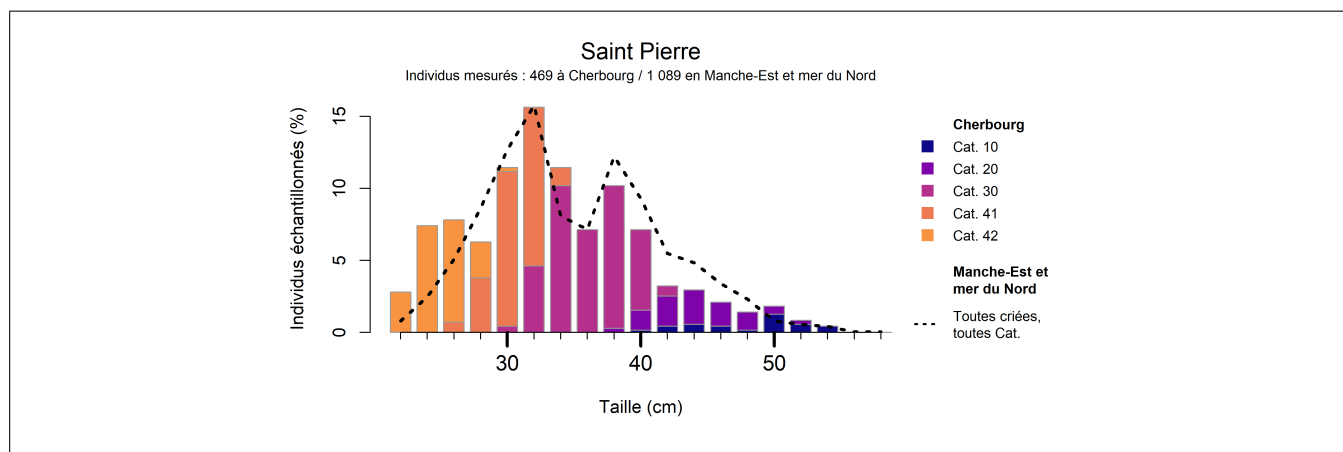 Saint Pierre
Individus mesurés : 469 à Cherbourg / 1 089 en Manche-Est et mer du Nord
Individus échantillonnés (%)
15
10
5
0
30
40
50
Taille (cm)
Cherbourg
Cat. 10
Cat. 20
Cat. 30
Cat. 41
Cat. 42
Manche-Est et
mer du Nord
Toutes criées,
toutes Cat.